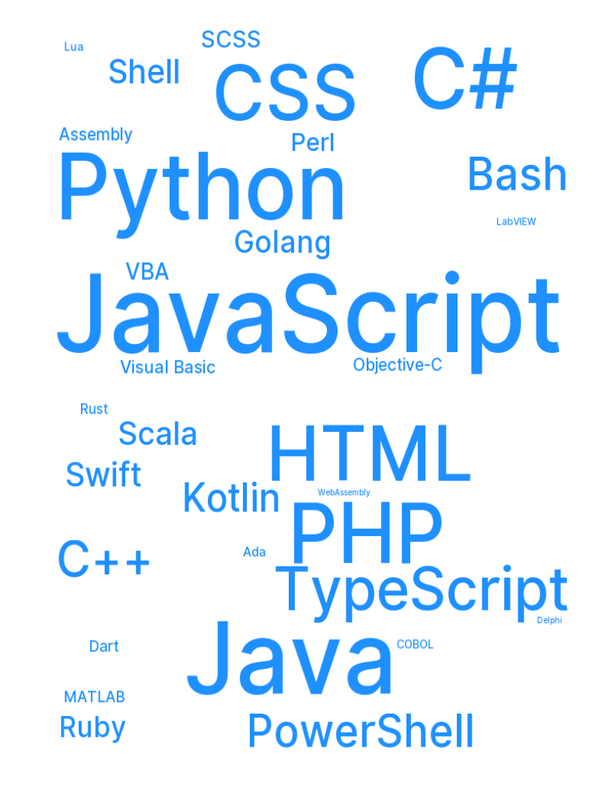 SCSS
Lua
Shell
CSS
C#
Assembly
Perl
Python
Bash
LabVIEW
Golang
VBA
JavaScript
Visual Basic
Objective-C
Rust
Scala
HTML
Swift
Kotlin
WebAssembly
PHP
C++
Ada
TypeScript
Delphi
Dart
Java
COBOL
MATLAB
Ruby
PowerShell